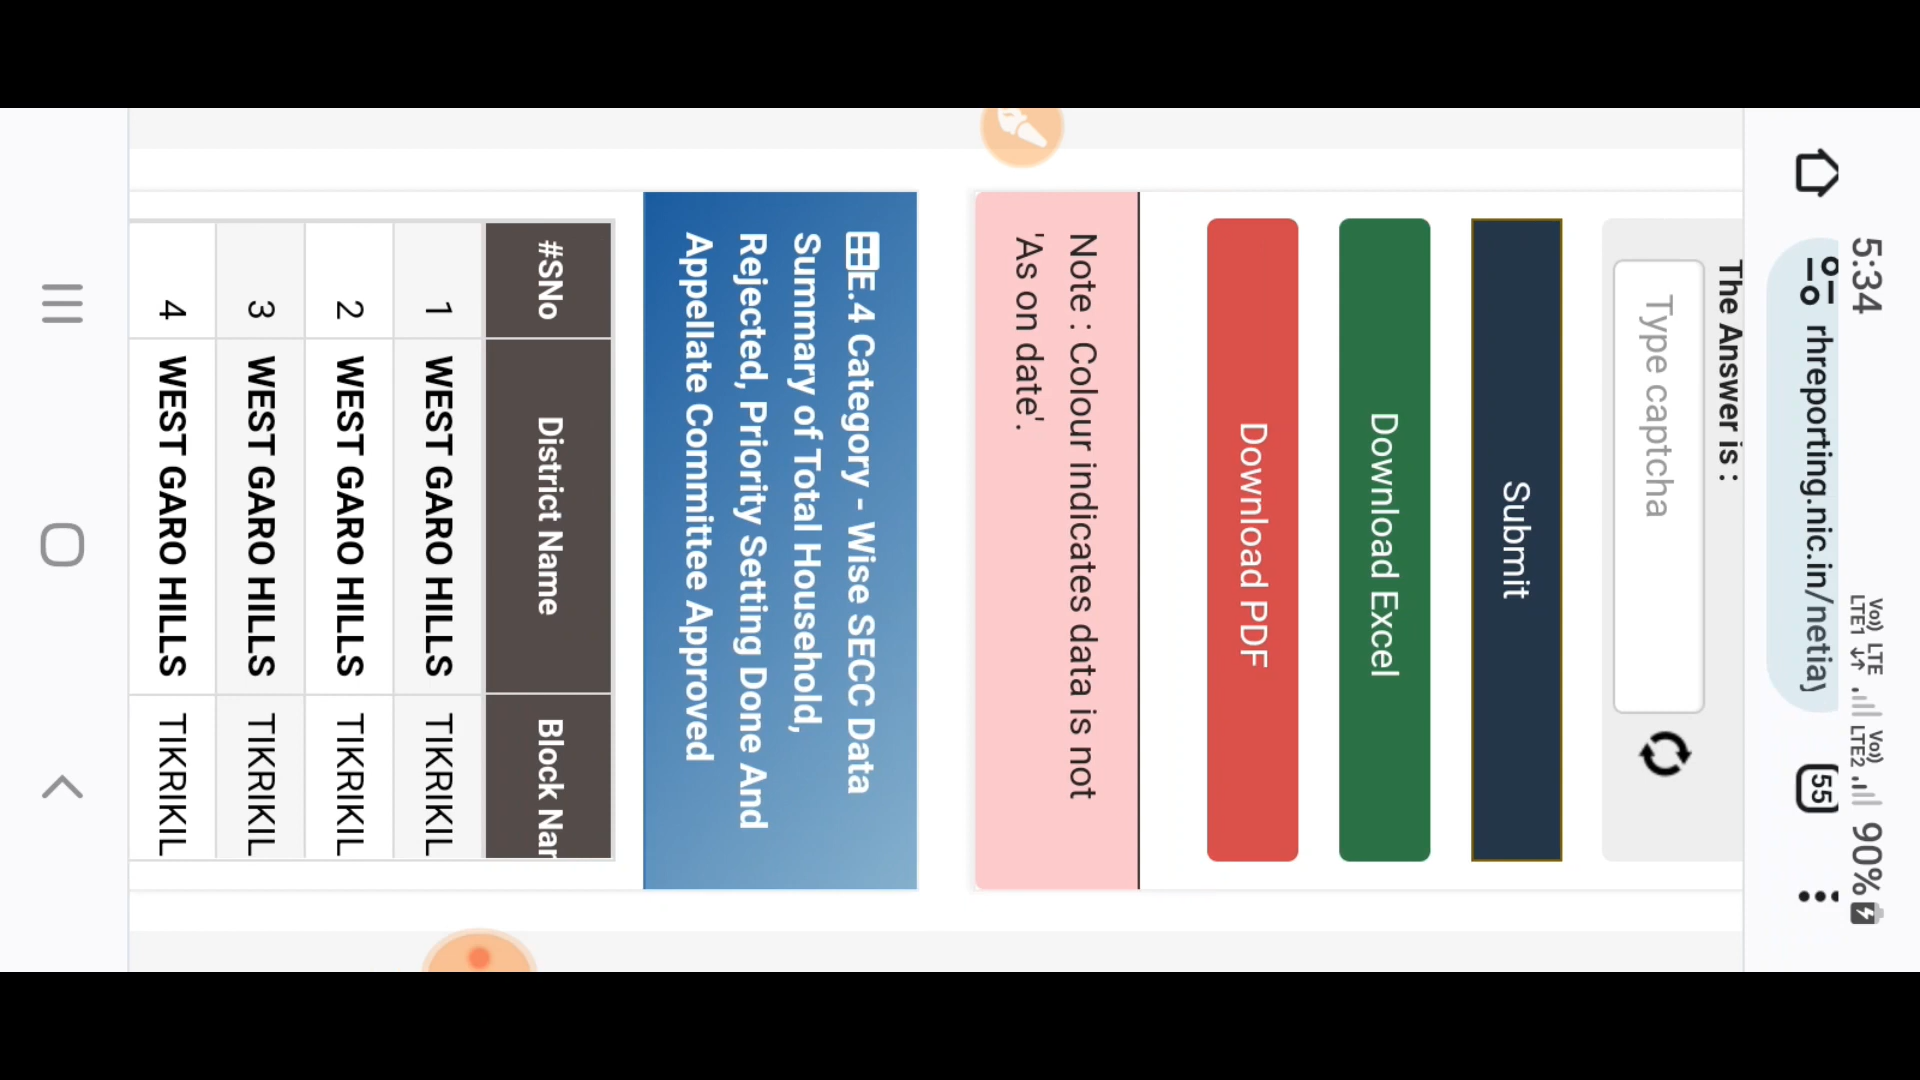 5:34
Vo)) LTE
LTE1
Vo))
LTE2
90%
rhreporting.nic.in/netiay
55
The Answer is :
Type captcha
Submit
Download Excel
Download PDF
Note : Colour indicates data is not
'As on date'.
E.4 Category - Wise SECC Data
Summary of Total Household,
Rejected, Priority Setting Done And
Appellate Committee Approved
#SNo District Name Block Nar
1 WEST GARO HILLS TIKRIKIL
2 WEST GARO HILLS TIKRIKIL
3 WEST GARO HILLS TIKRIKIL
4 WEST GARO HILLS TIKRIKIL